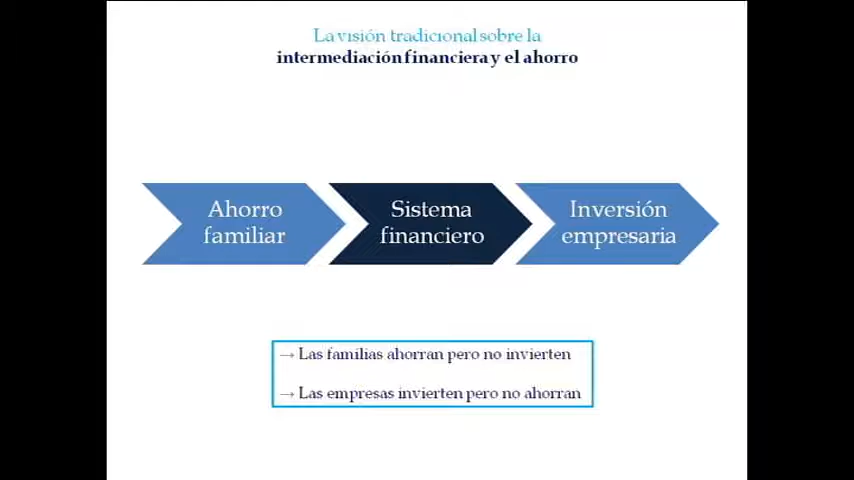 La visión tradicional sobre la
intermediación financiera y el ahorro
Ahorro
familiar
Sistema
financiero
Inversión
empresaria
→ Las familias ahorran pero no invierten
→ Las empresas invierten pero no ahorran